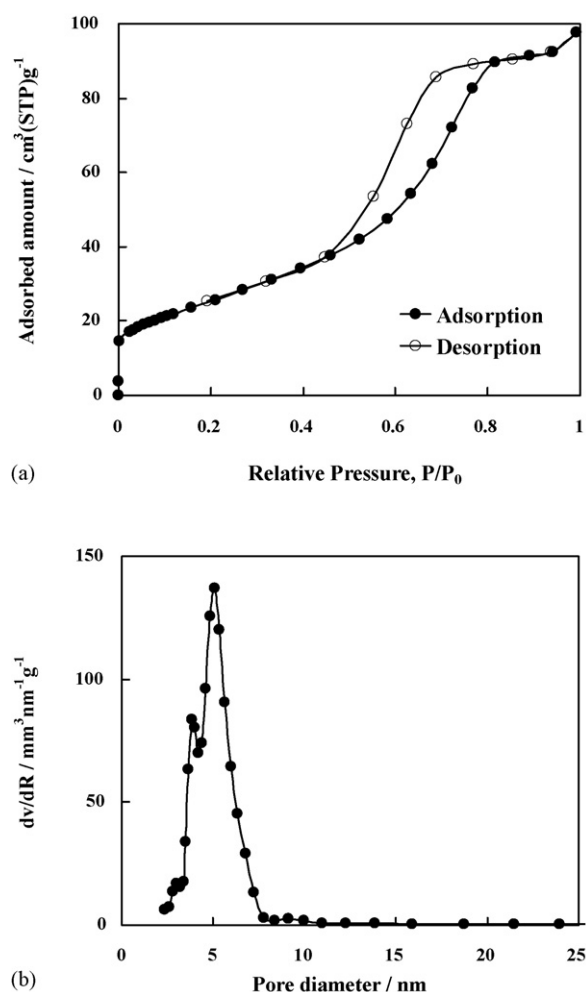 100
80
60
40
20
0
Adsorbed amount / cm³(STP)g⁻¹
Adsorption
Desorption
0 0.2 0.4 0.6 0.8 1
(a)
Relative Pressure, P/P₀
150
100
50
0
dv/dR / mm³ nm⁻¹g⁻¹
0 5 10 15 20 25
(b)
Pore diameter / nm